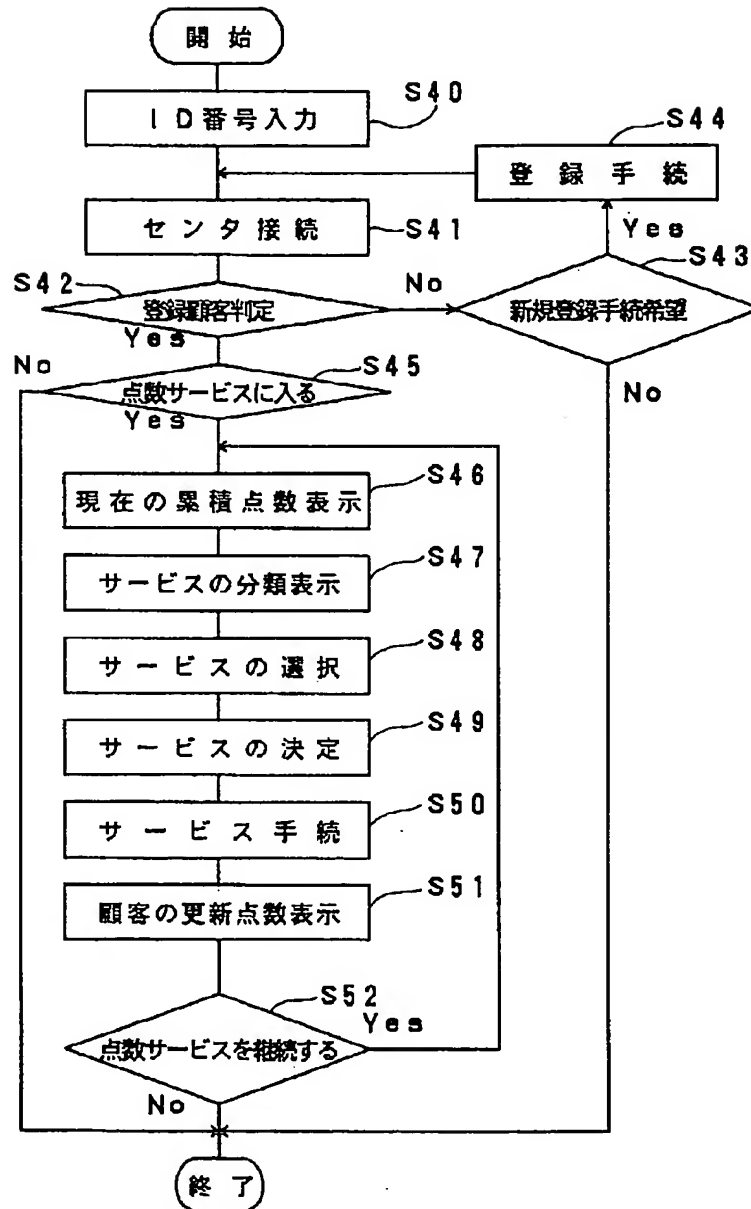 開始
S40
ID番号入力
S44
登録手続
センタ接続
S41
Yes
S43
S42
登録顧客判定
No
新規登録手続希望
Yes
No
S45
点数サービスに入る
No
Yes
S46
現在の累積点数表示
S47
サービスの分類表示
S48
サービスの選択
S49
サービスの決定
S50
サービス手続
S51
顧客の更新点数表示
S52
Yes
点数サービスを継続する
No
終了